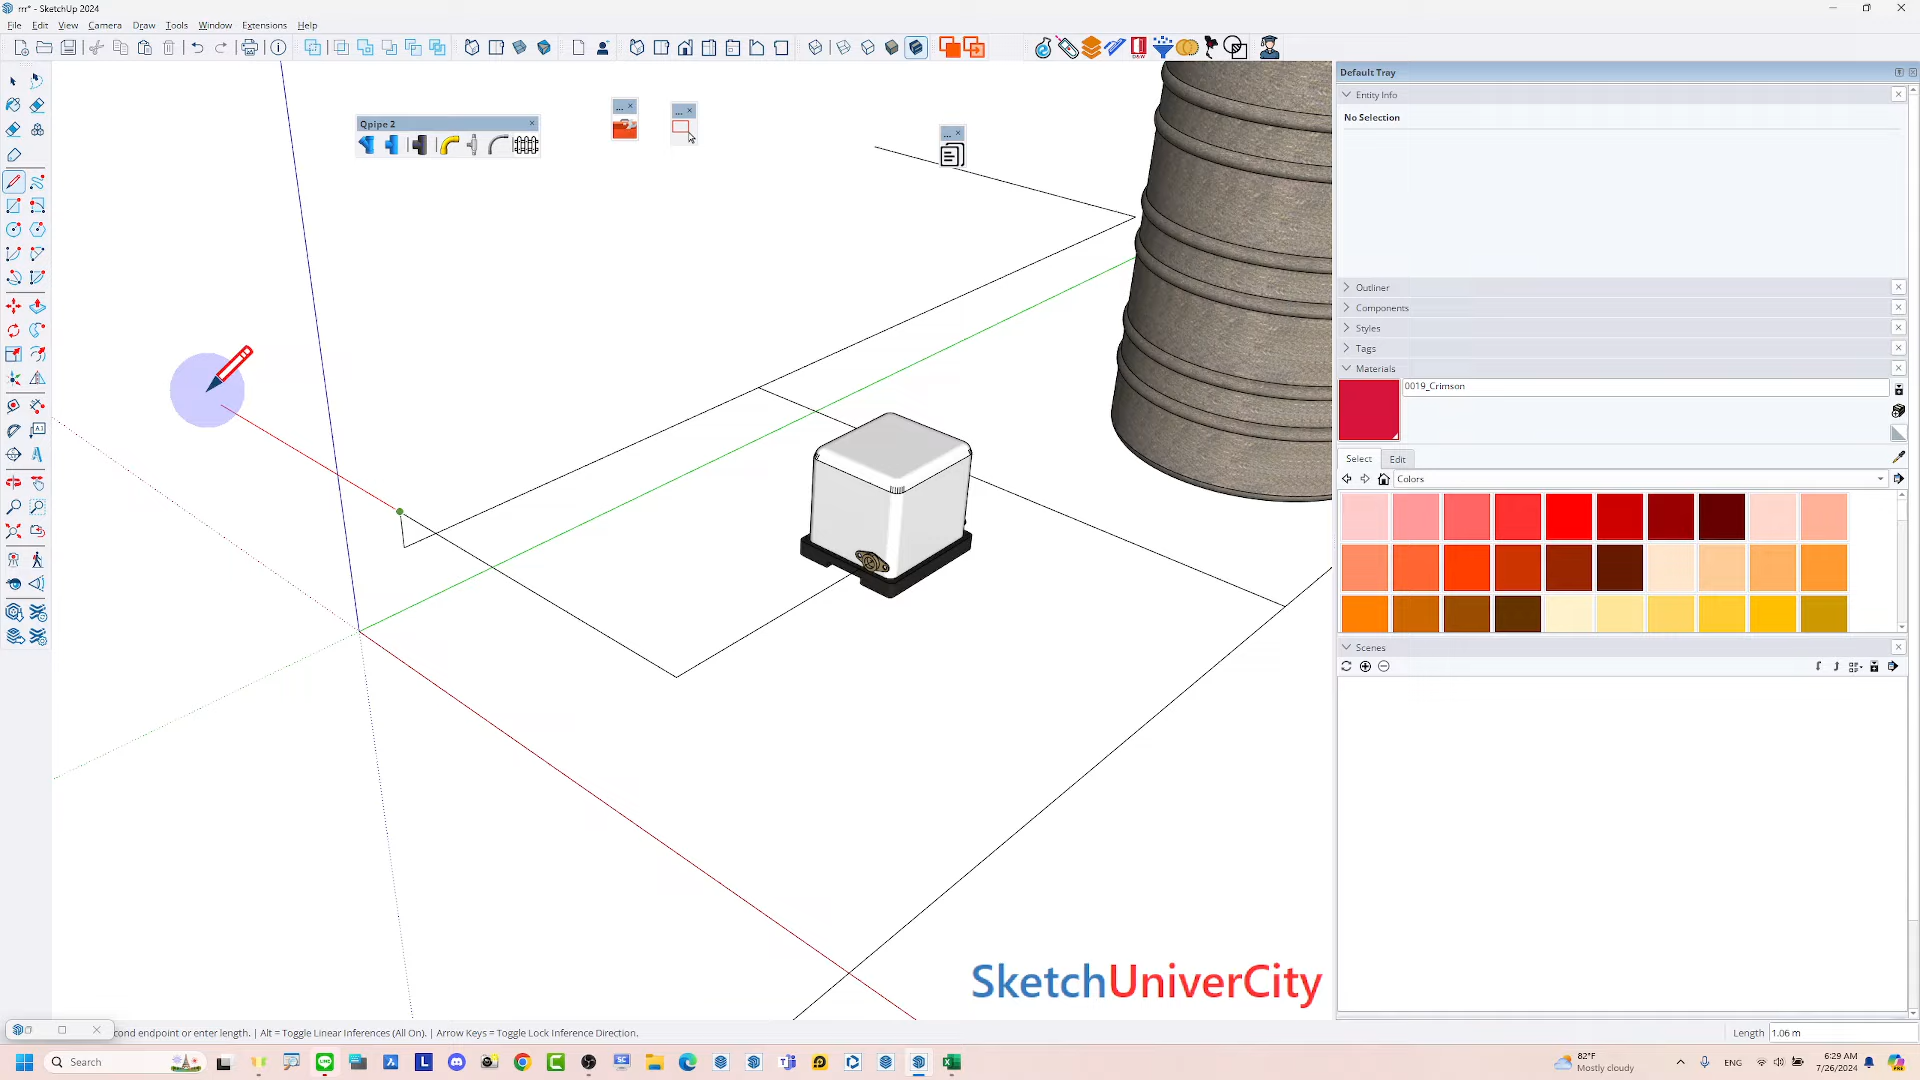 rrr* - SketchUp 2024
File Edit View Camera Draw Tools Window Extensions Help
D&W
Default Tray
Entity Info
No Selection
Qpipe 2
...
...
...
Outliner
Components
Styles
Tags
Materials
0019_Crimson
Select Edit
Colors
Scenes
SketchUniverCity
cond endpoint or enter length. | Alt = Toggle Linear Inferences (All On). | Arrow Keys = Toggle Lock Inference Direction.
Length 1.06 m
Search
82°F
Mostly cloudy
ENG
6:29 AM
7/26/2024